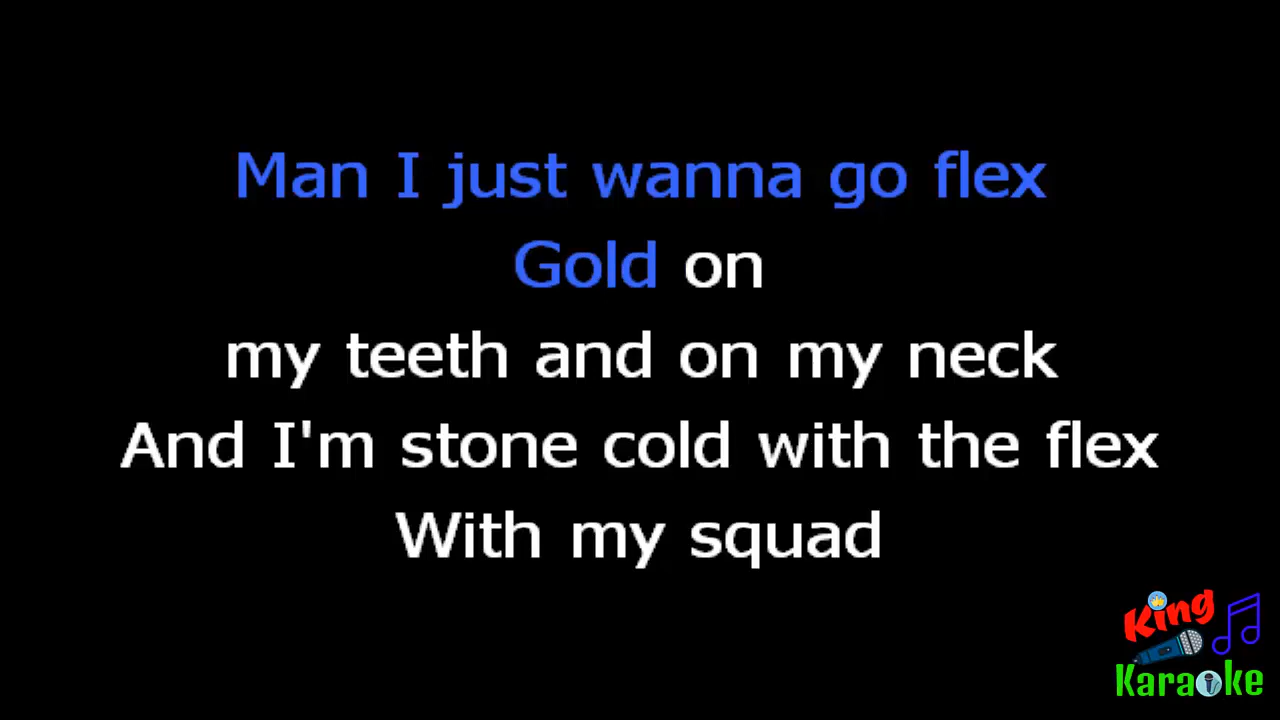 Man I just wanna go flex
Gold on
my teeth and on my neck
And I'm stone cold with the flex
With my squad
King
Karaoke